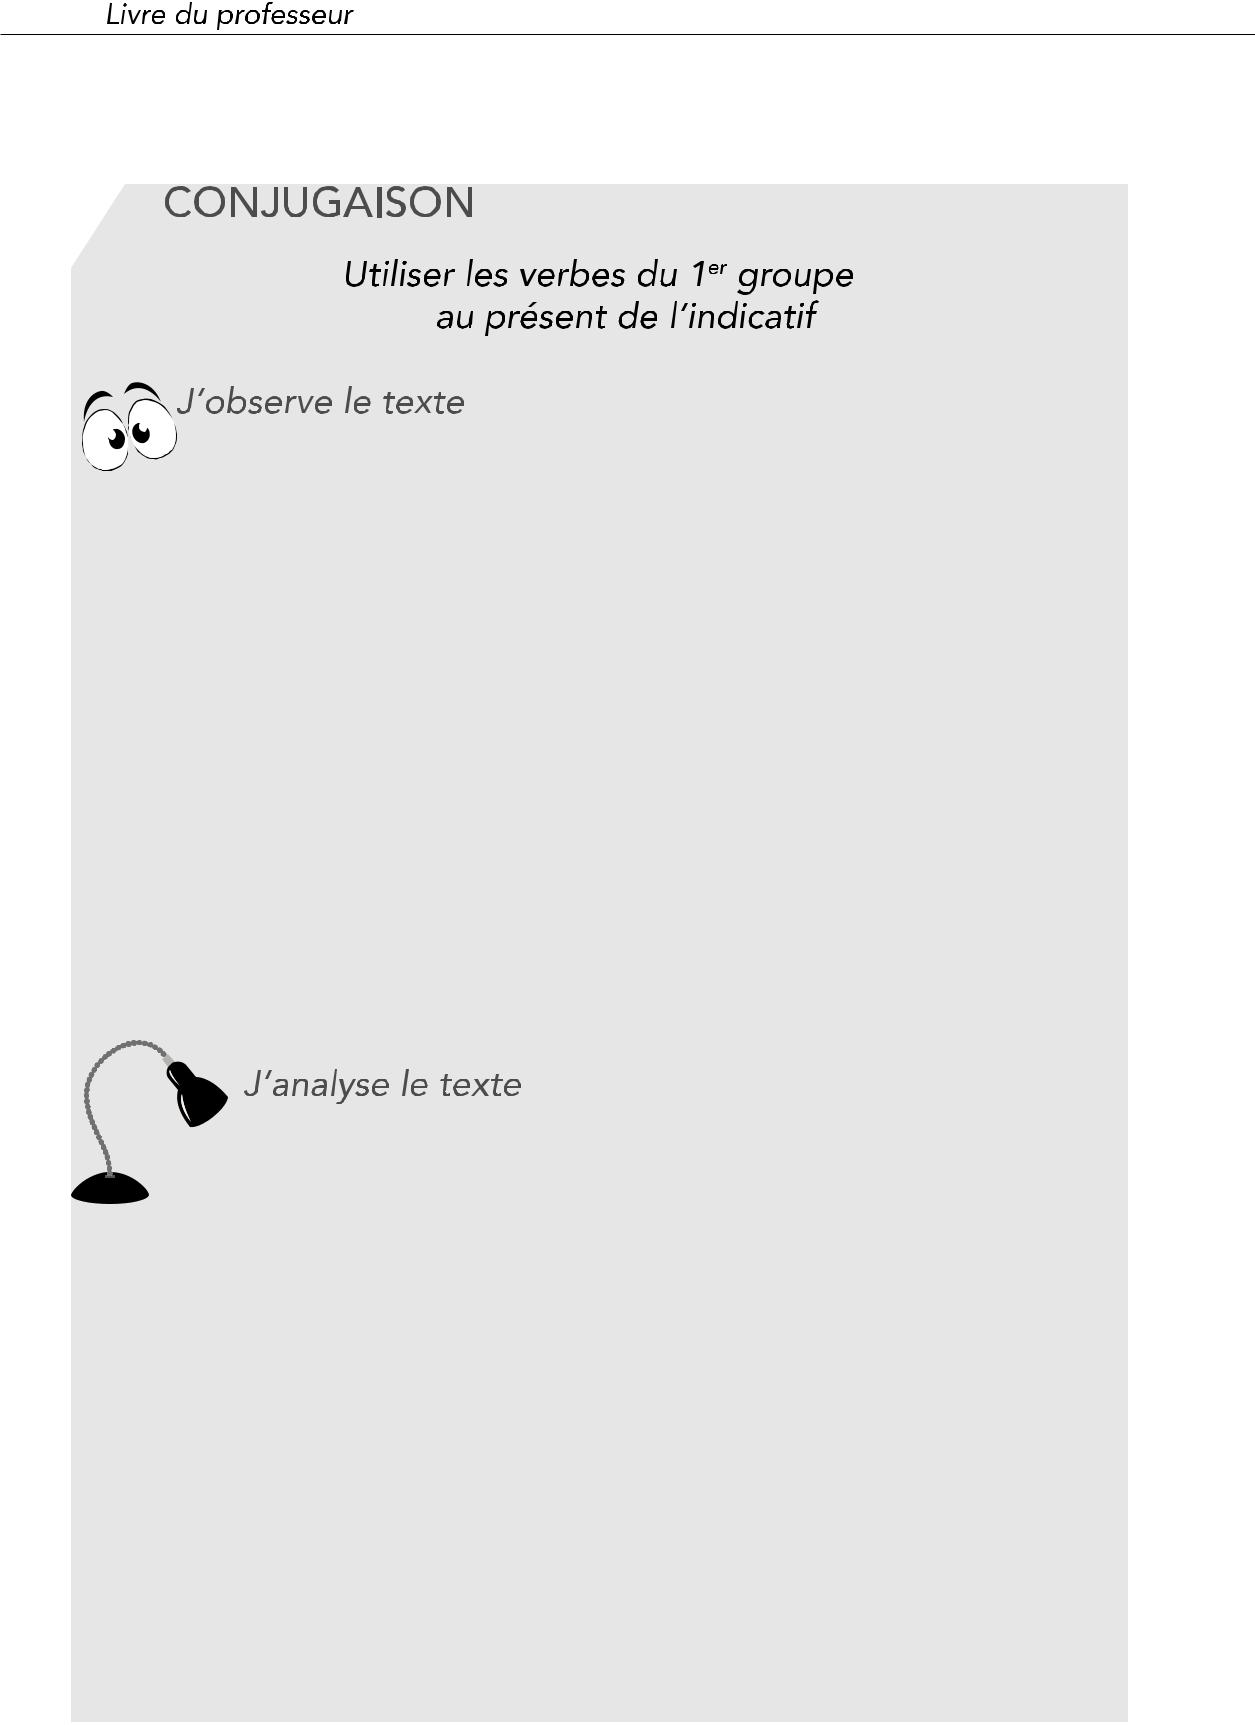 Livre du professeur
CONJUGAISON
Utiliser les verbes du 1er groupe
au présent de l’indicatif
J’observe le texte
J’analyse le texte